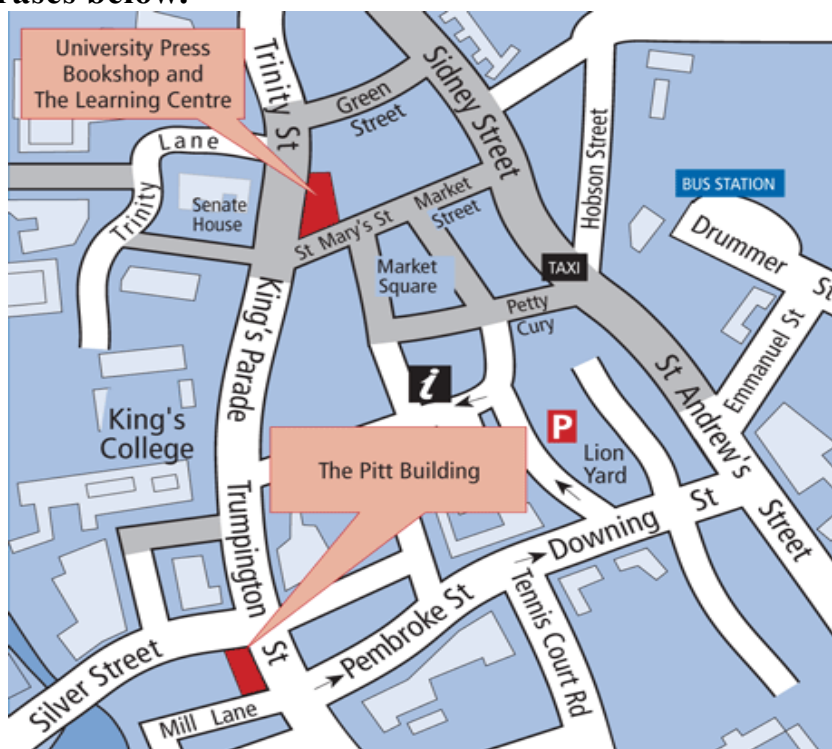 University Press
Bookshop and
The Learning Centre
Trinity St
Green
Street
Sidney Street
Hobson Street
BUS STATION
Drummer St
Trinity Lane
Senate
House
St Mary's St
Market
Street
Market
Square
TAXI
Petty
Cury
Emmanuel St
King's Parade
i
St Andrew's Street
King's
College
P
Lion
Yard
The Pitt Building
Trumpington St
Downing St
Tennis Court Rd
Pembroke St
Silver Street
Mill Lane